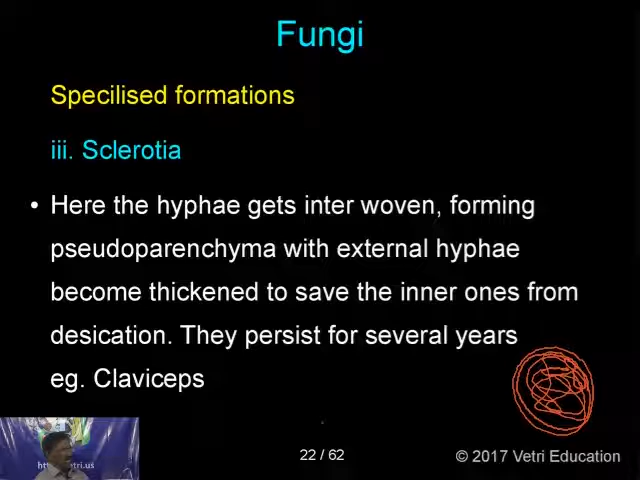 Fungi
Specilised formations
iii. Sclerotia
• Here the hyphae gets inter woven, forming
pseudoparenchyma with external hyphae
become thickened to save the inner ones from
desication. They persist for several years
eg. Claviceps
22 / 62
© 2017 Vetri Education